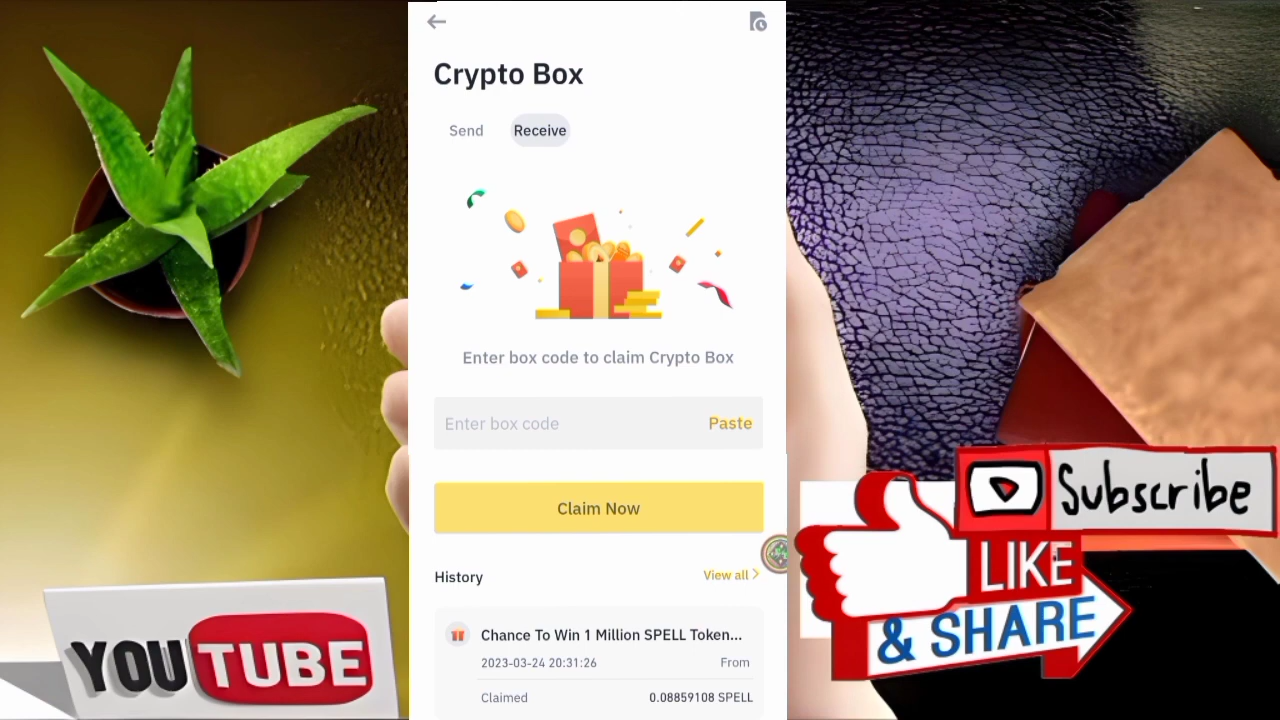 Crypto Box
Send
Receive
Enter box code to claim Crypto Box
Enter box code
Paste
Claim Now
History
View all
Chance To Win 1 Million SPELL Token...
2023-03-24 20:31:26
From
Claimed
0.08859108 SPELL
YOUTUBE
Subscribe
LIKE
& SHARE